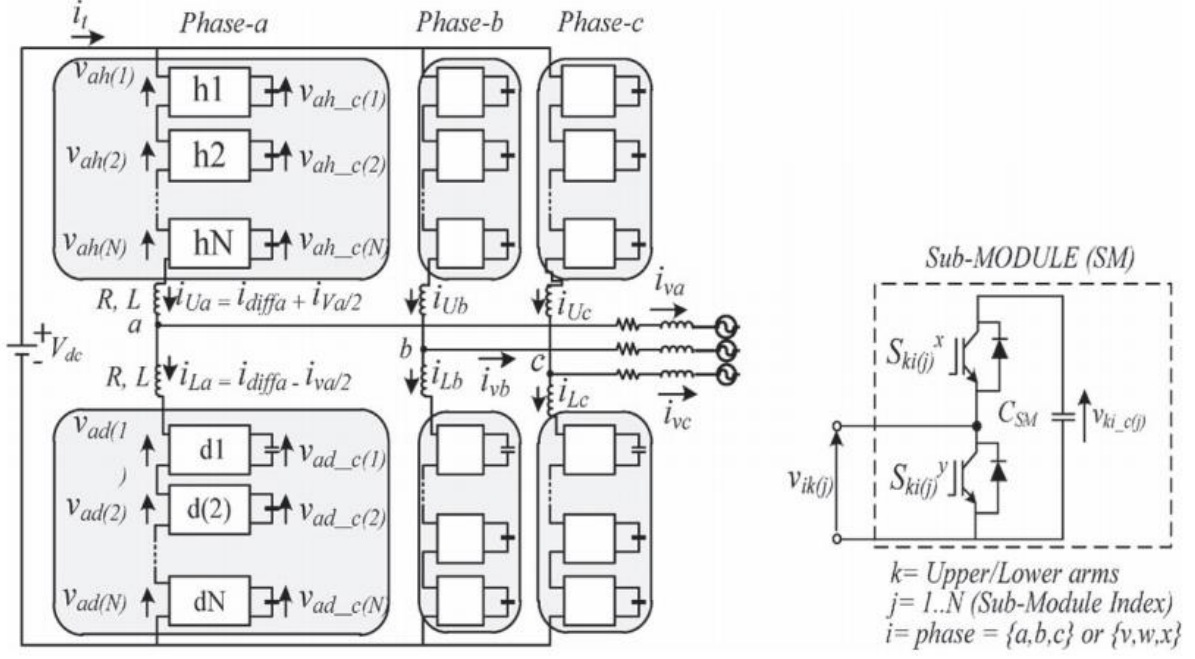 i_t
Phase-a
Phase-b
Phase-c
v_ah(1)
h1
v_ah_c(1)
v_ah(2)
h2
v_ah_c(2)
v_ah(N)
hN
v_ah_c(N)
R, L
i_Ua = i_diffa + i_Va/2
i_Ub
i_Uc
i_va
a
+
V_dc
-
b
c
R, L
i_La = i_diffa - i_va/2
i_Lb
i_vb
i_Lc
i_vc
v_ad(1
)
d1
v_ad_c(1)
v_ad(2)
d(2)
v_ad_c(2)
v_ad(N)
dN
v_ad_c(N)
Sub-MODULE (SM)
S_ki(j)^x
C_SM
v_ki_c(j)
v_ik(j)
S_ki(j)^y
k= Upper/Lower arms
j= 1..N (Sub-Module Index)
i= phase = {a,b,c} or {v,w,x}